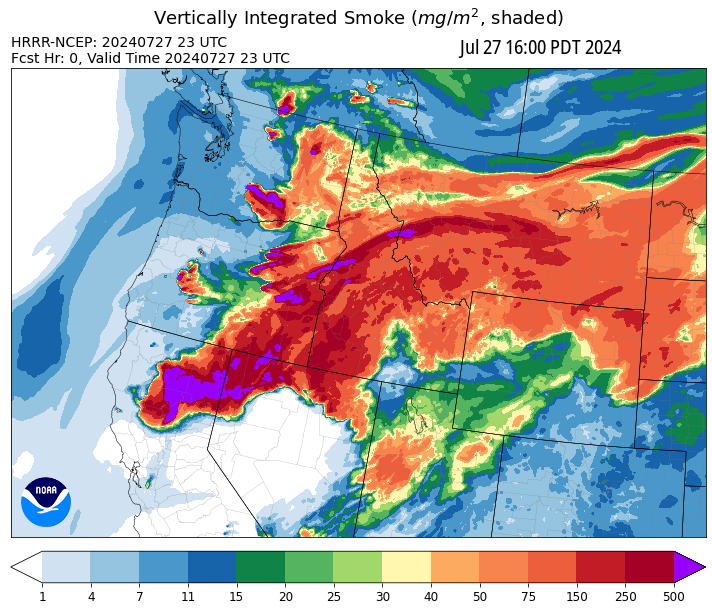 Vertically Integrated Smoke (mg/m², shaded)
HRRR-NCEP: 20240727 23 UTC
Jul 27 16:00 PDT 2024
Fcst Hr: 0, Valid Time 20240727 23 UTC
NOAA
1 4 7 11 15 20 25 30 40 50 75 150 250 500